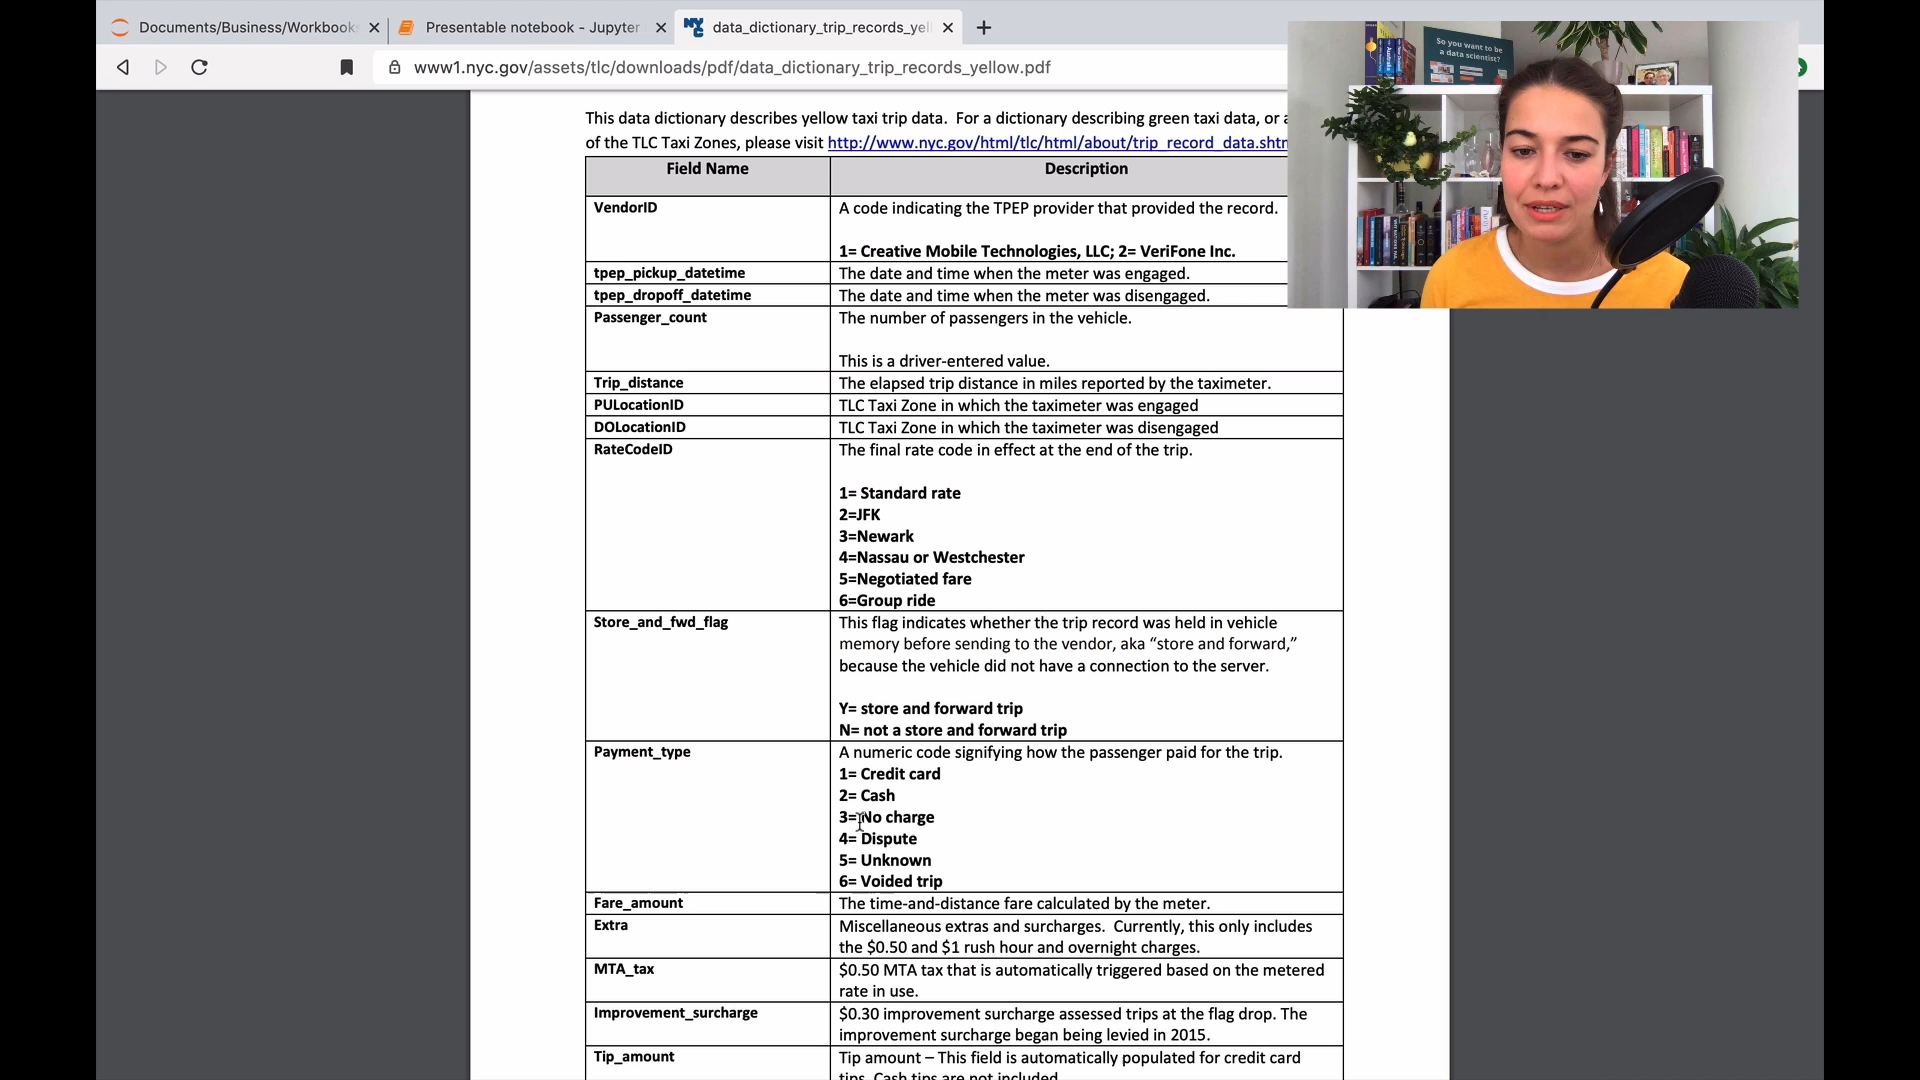 Documents/Business/Workbooks
Presentable notebook - Jupyter
data_dictionary_trip_records_yel
www1.nyc.gov/assets/tlc/downloads/pdf/data_dictionary_trip_records_yellow.pdf
So you want to be
a data scientist?
This data dictionary describes yellow taxi trip data. For a dictionary describing green taxi data, or a
of the TLC Taxi Zones, please visit http://www.nyc.gov/html/tlc/html/about/trip_record_data.shtm
Field Name
Description
VendorID
A code indicating the TPEP provider that provided the record.
1= Creative Mobile Technologies, LLC; 2= VeriFone Inc.
tpep_pickup_datetime
The date and time when the meter was engaged.
tpep_dropoff_datetime
The date and time when the meter was disengaged.
Passenger_count
The number of passengers in the vehicle.
This is a driver-entered value.
Trip_distance
The elapsed trip distance in miles reported by the taximeter.
PULocationID
TLC Taxi Zone in which the taximeter was engaged
DOLocationID
TLC Taxi Zone in which the taximeter was disengaged
RateCodeID
The final rate code in effect at the end of the trip.
1= Standard rate
2=JFK
3=Newark
4=Nassau or Westchester
5=Negotiated fare
6=Group ride
Store_and_fwd_flag
This flag indicates whether the trip record was held in vehicle
memory before sending to the vendor, aka “store and forward,”
because the vehicle did not have a connection to the server.
Y= store and forward trip
N= not a store and forward trip
Payment_type
A numeric code signifying how the passenger paid for the trip.
1= Credit card
2= Cash
3= No charge
4= Dispute
5= Unknown
6= Voided trip
Fare_amount
The time-and-distance fare calculated by the meter.
Extra
Miscellaneous extras and surcharges. Currently, this only includes
the $0.50 and $1 rush hour and overnight charges.
MTA_tax
$0.50 MTA tax that is automatically triggered based on the metered
rate in use.
Improvement_surcharge
$0.30 improvement surcharge assessed trips at the flag drop. The
improvement surcharge began being levied in 2015.
Tip_amount
Tip amount – This field is automatically populated for credit card
tips. Cash tips are not included.